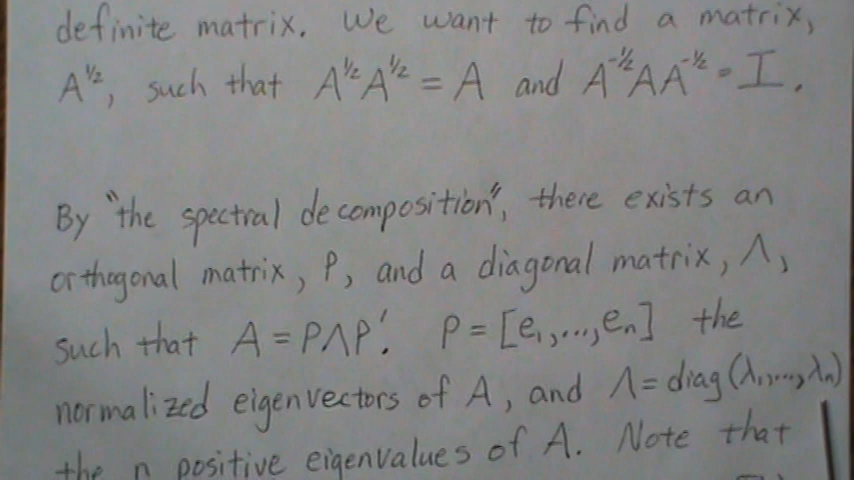 definite matrix. We want to find a matrix,
A^½, such that A^½ A^½ = A and A^-½ A A^-½ = I.
By "the spectral decomposition", there exists an
orthogonal matrix, P, and a diagonal matrix, Λ,
such that A = PΛP'. P = [e₁,...,eₙ] the
normalized eigenvectors of A, and Λ = diag(λ₁,...,λₙ)
the n positive eigenvalues of A. Note that